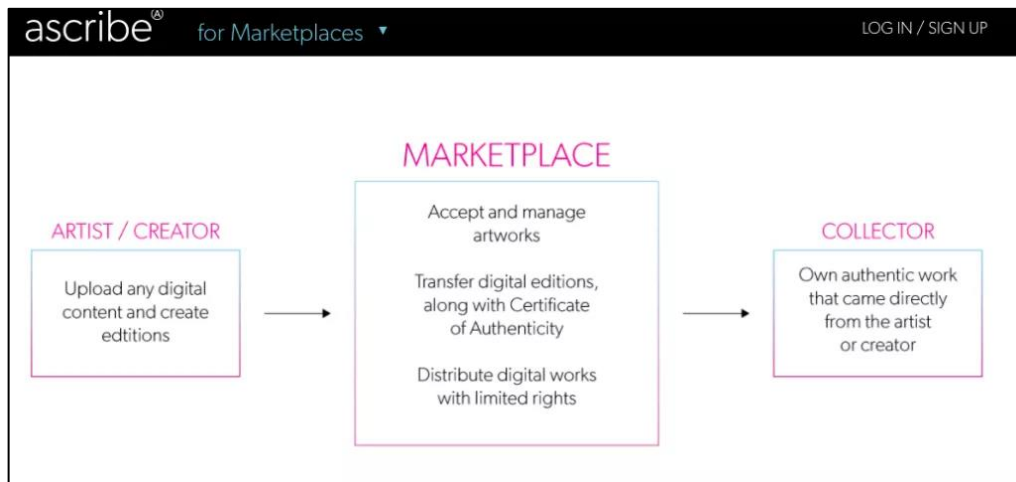 ascribe
for Marketplaces
LOG IN / SIGN UP
MARKETPLACE
ARTIST / CREATOR
Upload any digital
content and create
editions
Accept and manage
artworks
Transfer digital editions,
along with Certificate
of Authenticity
Distribute digital works
with limited rights
COLLECTOR
Own authentic work
that came directly
from the artist
or creator